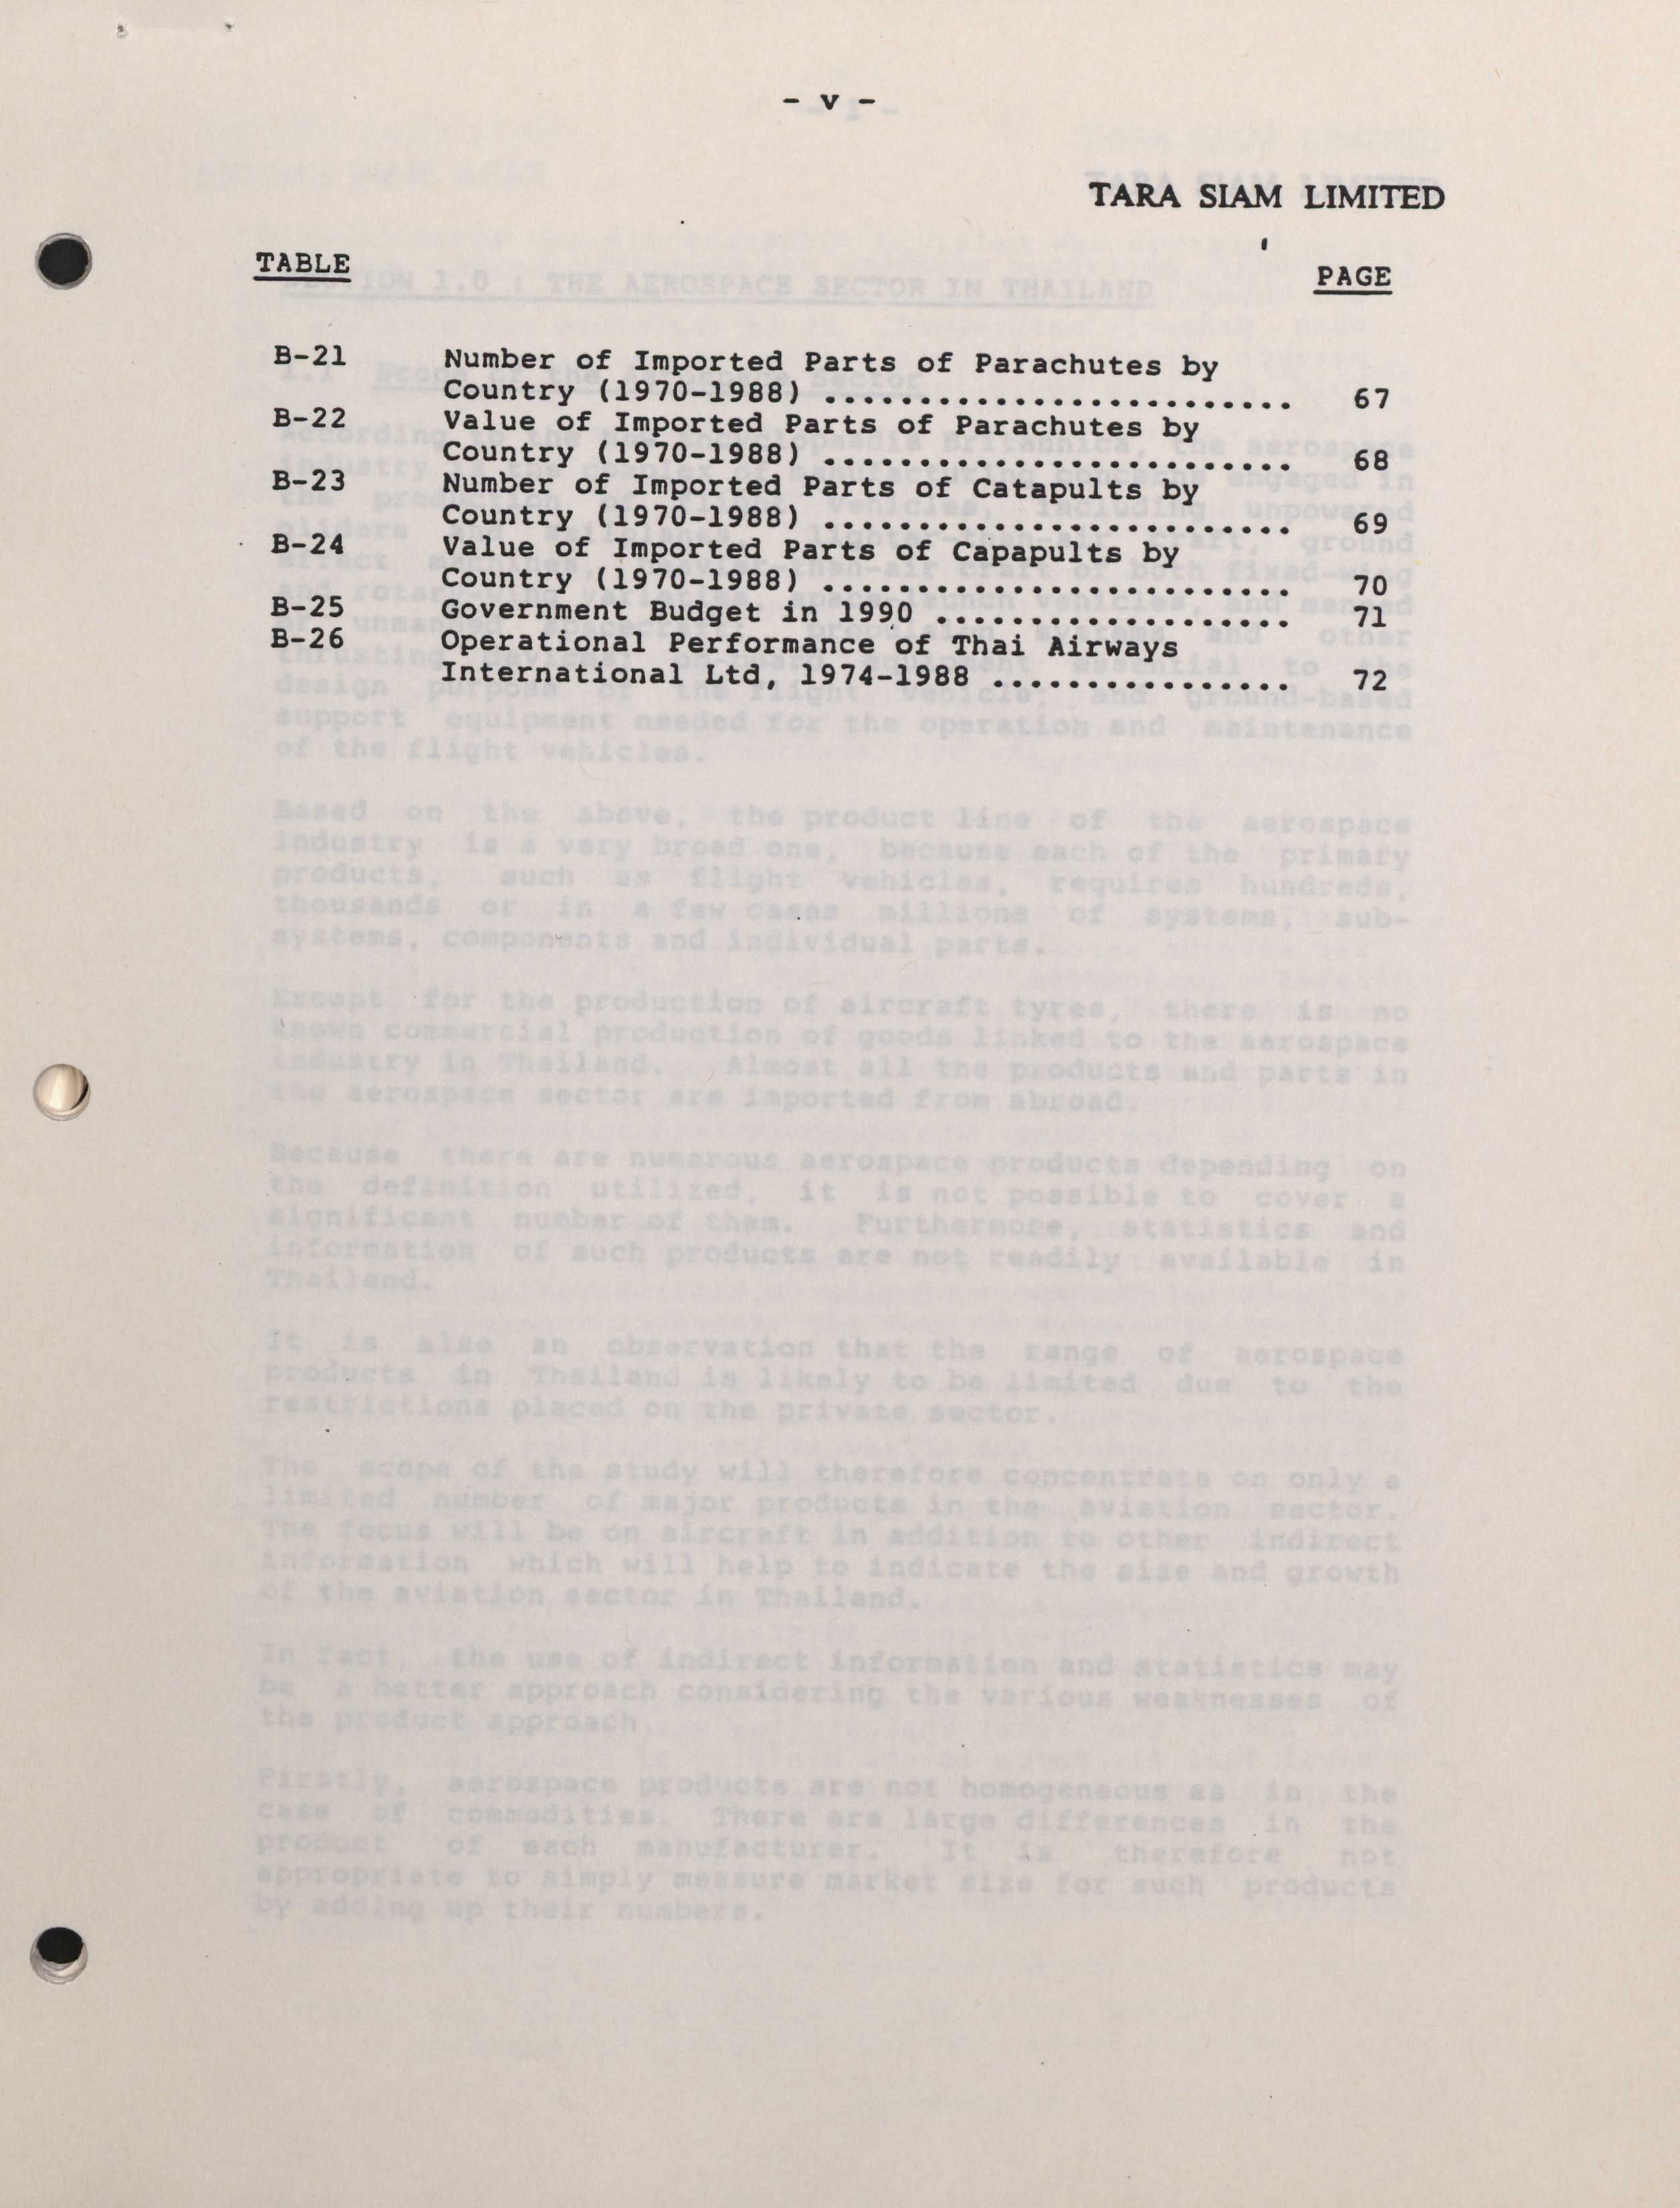 - v -
TARA SIAM LIMITED
TABLE PAGE
B-21 Number of Imported Parts of Parachutes by
Country (1970-1988) ......................... 67
B-22 Value of Imported Parts of Parachutes by
Country (1970-1988) ......................... 68
B-23 Number of Imported Parts of Catapults by
Country (1970-1988) ......................... 69
B-24 Value of Imported Parts of Capapults by
Country (1970-1988) ......................... 70
B-25 Government Budget in 1990 ................... 71
B-26 Operational Performance of Thai Airways
International Ltd, 1974-1988 ................ 72